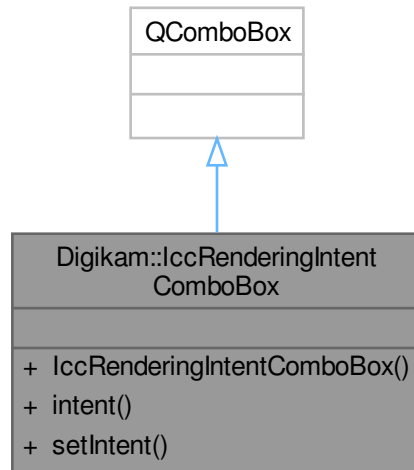 QComboBox
Digikam::IccRenderingIntent
ComboBox
+ IccRenderingIntentComboBox()
+ intent()
+ setIntent()